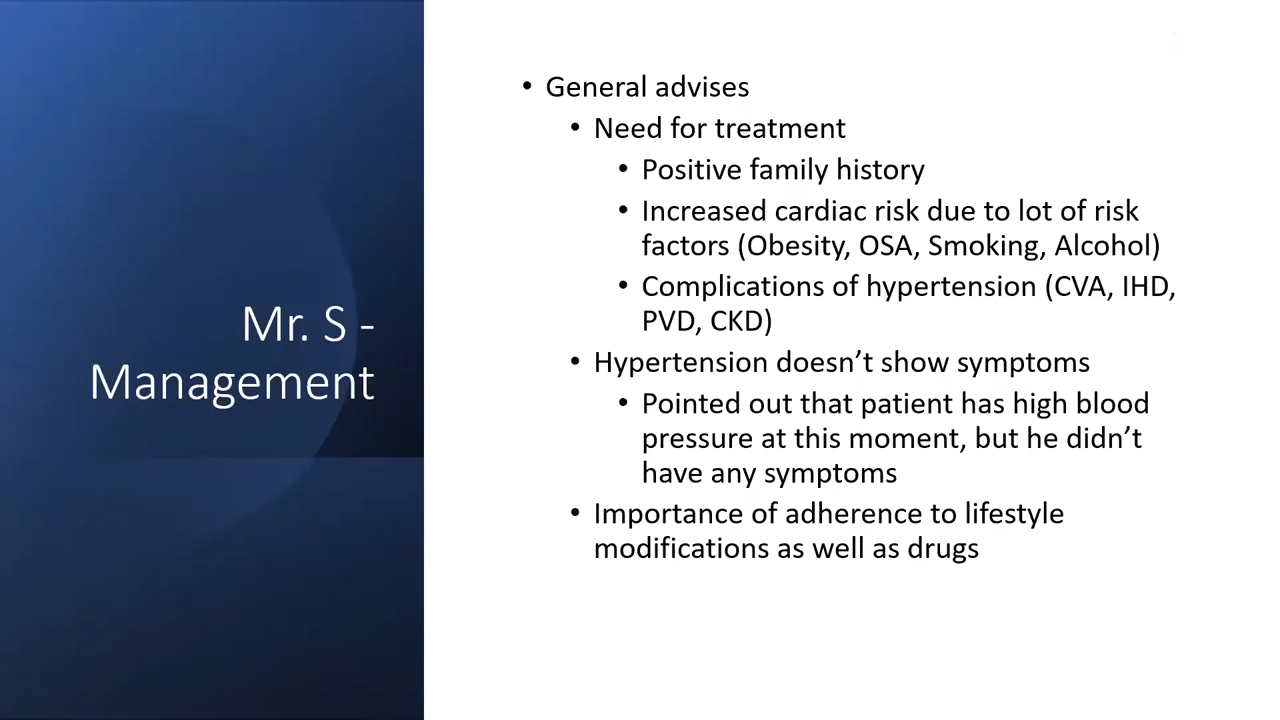 Mr. S -
Management
• General advises
• Need for treatment
• Positive family history
• Increased cardiac risk due to lot of risk
factors (Obesity, OSA, Smoking, Alcohol)
• Complications of hypertension (CVA, IHD,
PVD, CKD)
• Hypertension doesn’t show symptoms
• Pointed out that patient has high blood
pressure at this moment, but he didn’t
have any symptoms
• Importance of adherence to lifestyle
modifications as well as drugs